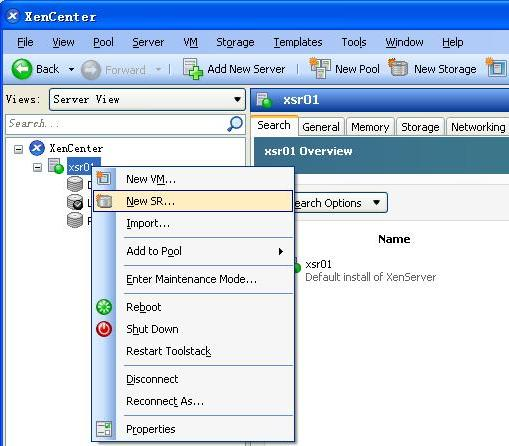 XenCenter
File View Pool Server VM Storage Templates Tools Window Help
Back Forward Add New Server New Pool New Storage
Views: Server View
Search...
XenCenter
xsr01
xsr01
Search General Memory Storage Networking
xsr01 Overview
New VM...
New SR...
Import...
Add to Pool
Enter Maintenance Mode...
Reboot
Shut Down
Restart Toolstack
Disconnect
Reconnect As...
Properties
Options
Name
xsr01
Default install of XenServer